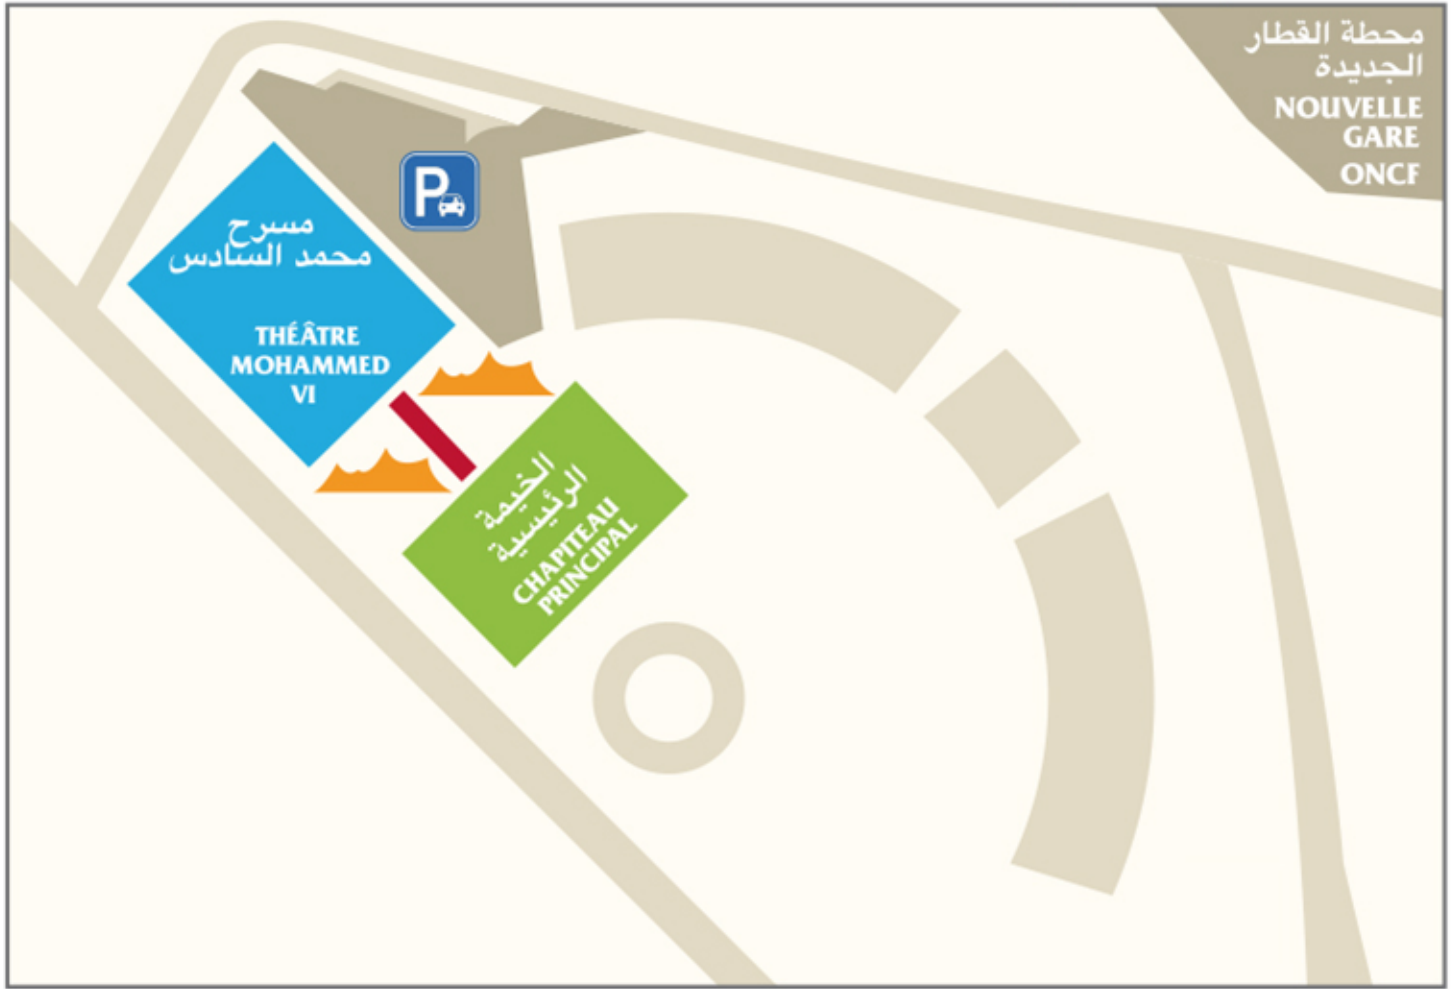 محطة القطار
الجديدة
NOUVELLE
GARE
ONCF
P
مسرح
محمد السادس
THÉÂTRE
MOHAMMED
VI
الخيمة
الرئيسية
CHAPITEAU
PRINCIPAL